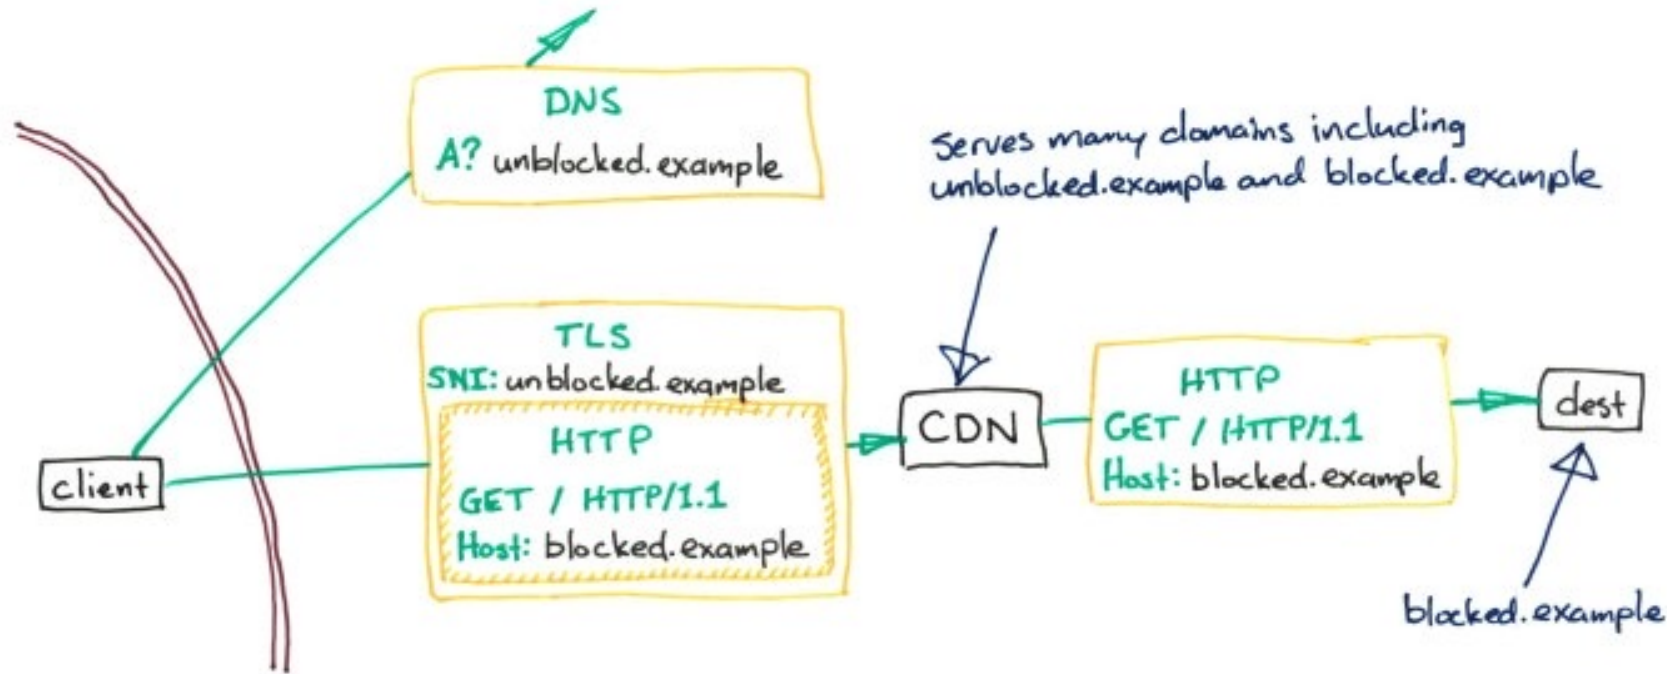 DNS
A? unblocked.example
Serves many domains including
unblocked.example and blocked.example
TLS
SNI: unblocked.example
HTTP
GET / HTTP/1.1
Host: blocked.example
client
CDN
HTTP
GET / HTTP/1.1
Host: blocked.example
dest
blocked.example